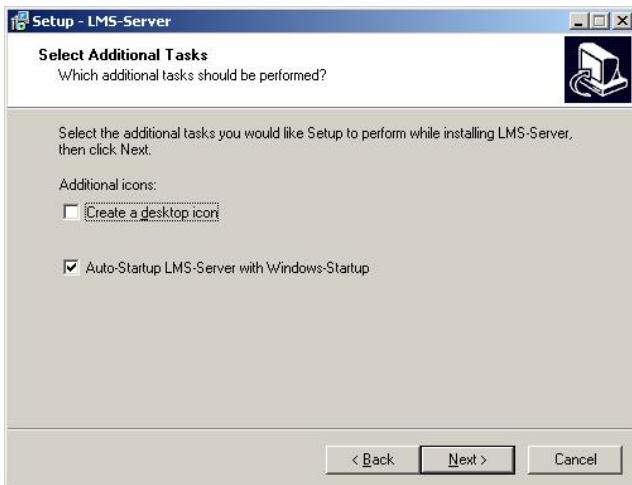 Setup - LMS-Server
Select Additional Tasks
Which additional tasks should be performed?
Select the additional tasks you would like Setup to perform while installing LMS-Server,
then click Next.
Additional icons:
Create a desktop icon
Auto-Startup LMS-Server with Windows-Startup
< Back
Next >
Cancel